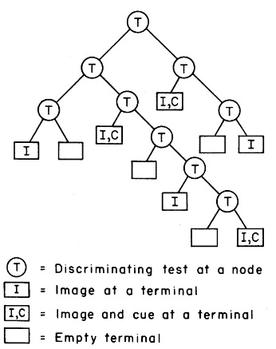 T
T
T
T
T
I,C
T
I
I,C
T
I
T
I
T
I,C
T = Discriminating test at a node
I = Image at a terminal
I,C = Image and cue at a terminal
= Empty terminal